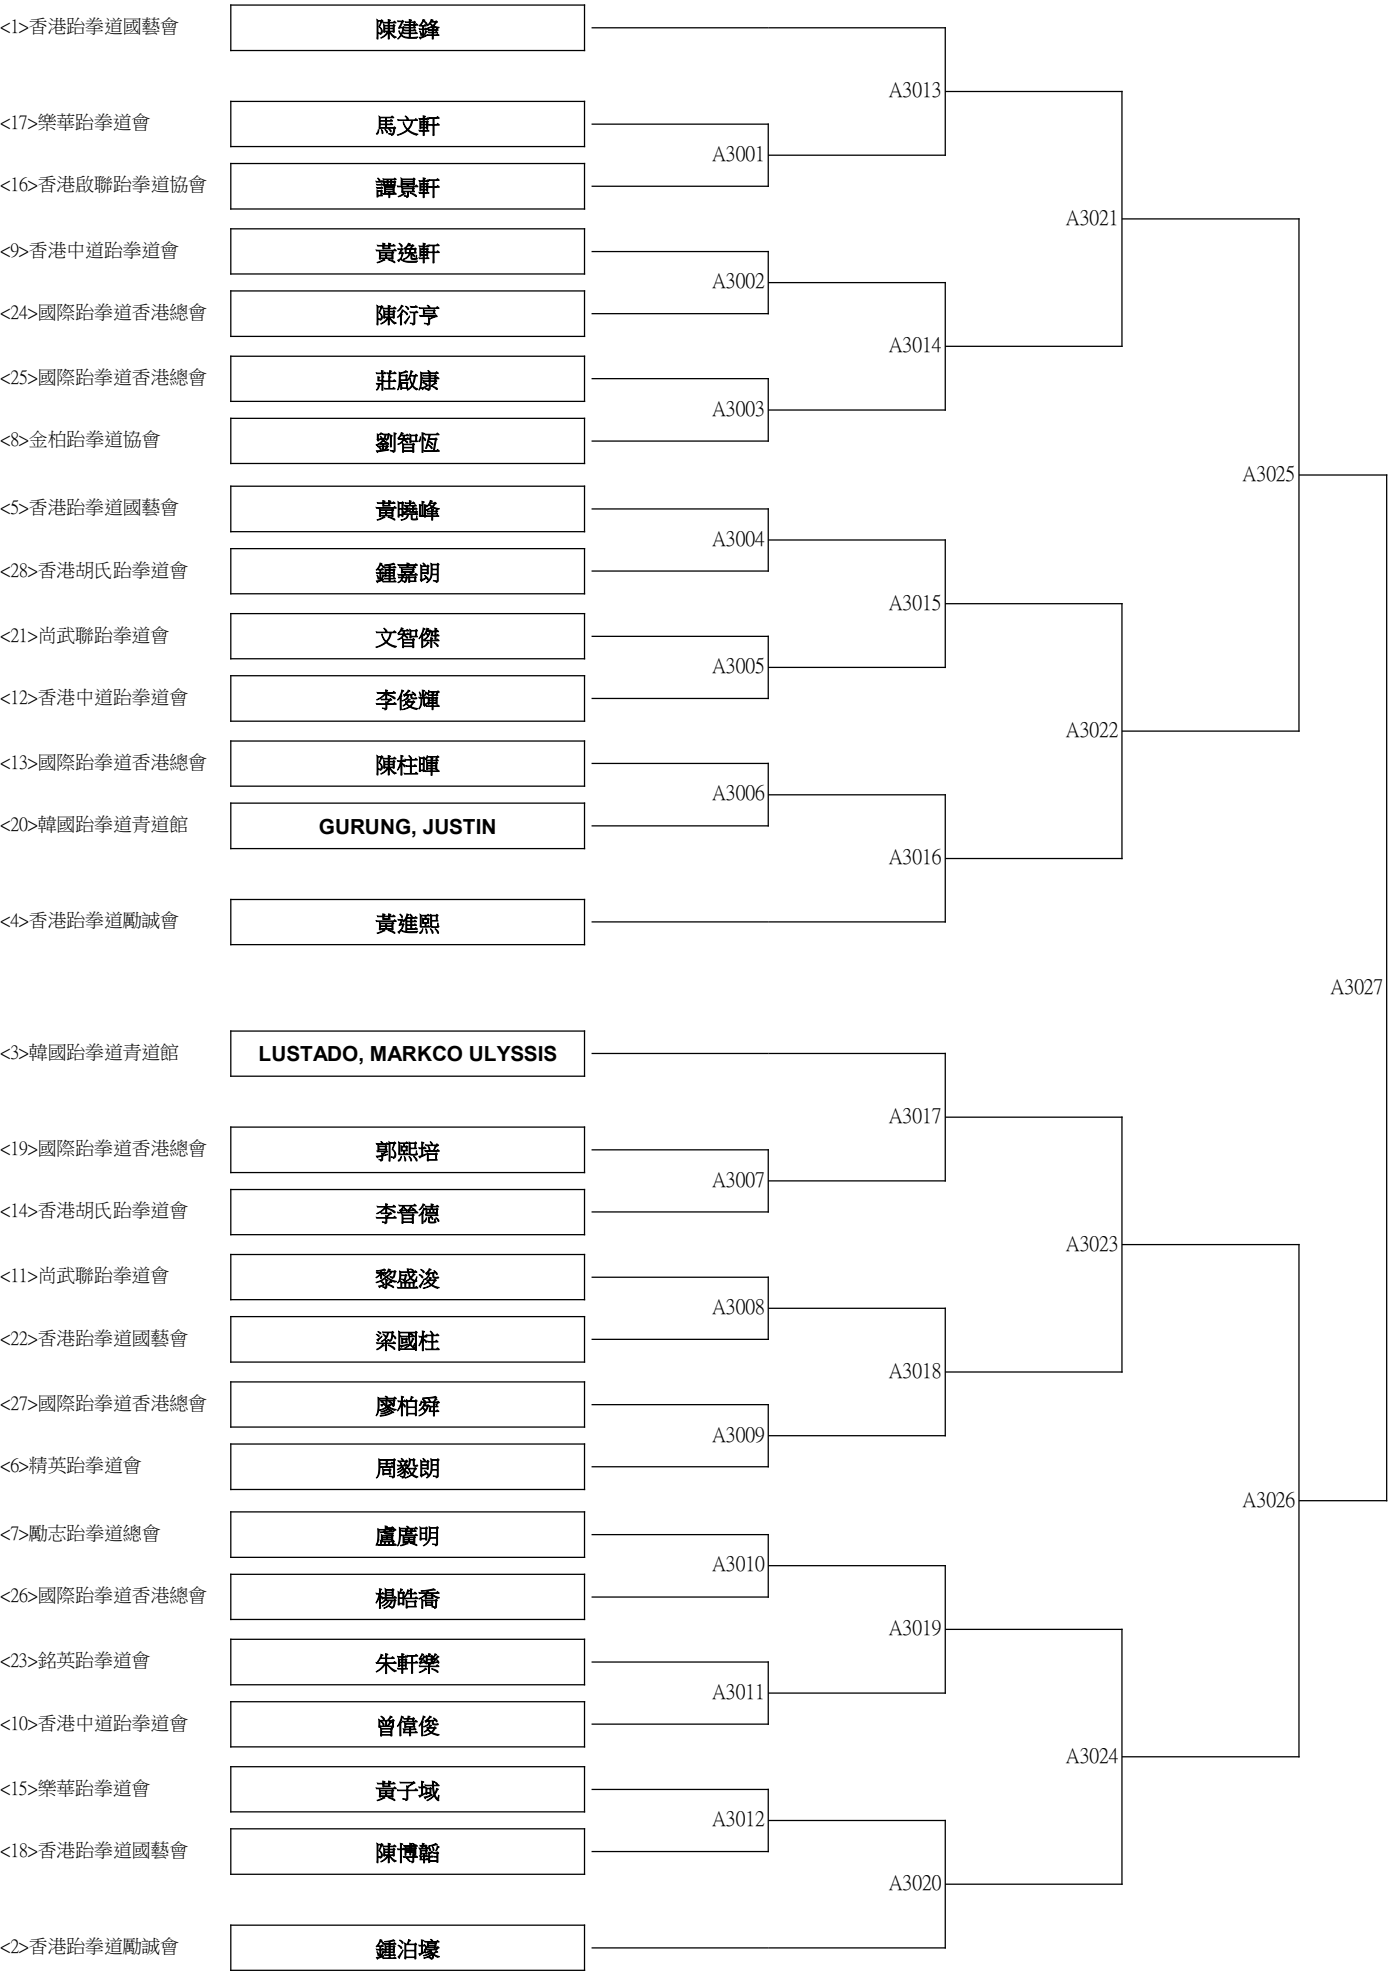 <1>香港跆拳道國藝會 陳建鋒
A3013
<17>樂華跆拳道會 馬文軒
A3001
<16>香港啟聯跆拳道協會 譚景軒
A3021
<9>香港中道跆拳道會 黃逸軒
A3002
<24>國際跆拳道香港總會 陳衍亨
A3014
<25>國際跆拳道香港總會 莊啟康
A3003
<8>金柏跆拳道協會 劉智恆
A3025
<5>香港跆拳道國藝會 黃曉峰
A3004
<28>香港胡氏跆拳道會 鍾嘉朗
A3015
<21>尚武聯跆拳道會 文智傑
A3005
<12>香港中道跆拳道會 李俊輝
A3022
<13>國際跆拳道香港總會 陳柱暉
A3006
<20>韓國跆拳道青道館 GURUNG, JUSTIN
A3016
<4>香港跆拳道勵誠會 黃進熙
A3027
<3>韓國跆拳道青道館 LUSTADO, MARKCO ULYSSIS
A3017
<19>國際跆拳道香港總會 郭熙培
A3007
<14>香港胡氏跆拳道會 李晉德
A3023
<11>尚武聯跆拳道會 黎盛浚
A3008
<22>香港跆拳道國藝會 梁國柱
A3018
<27>國際跆拳道香港總會 廖柏舜
A3009
<6>精英跆拳道會 周毅朗
A3026
<7>勵志跆拳道總會 盧廣明
A3010
<26>國際跆拳道香港總會 楊皓喬
A3019
<23>銘英跆拳道會 朱軒樂
A3011
<10>香港中道跆拳道會 曾偉俊
A3024
<15>樂華跆拳道會 黃子域
A3012
<18>香港跆拳道國藝會 陳博韜
A3020
<2>香港跆拳道勵誠會 鍾泊壕